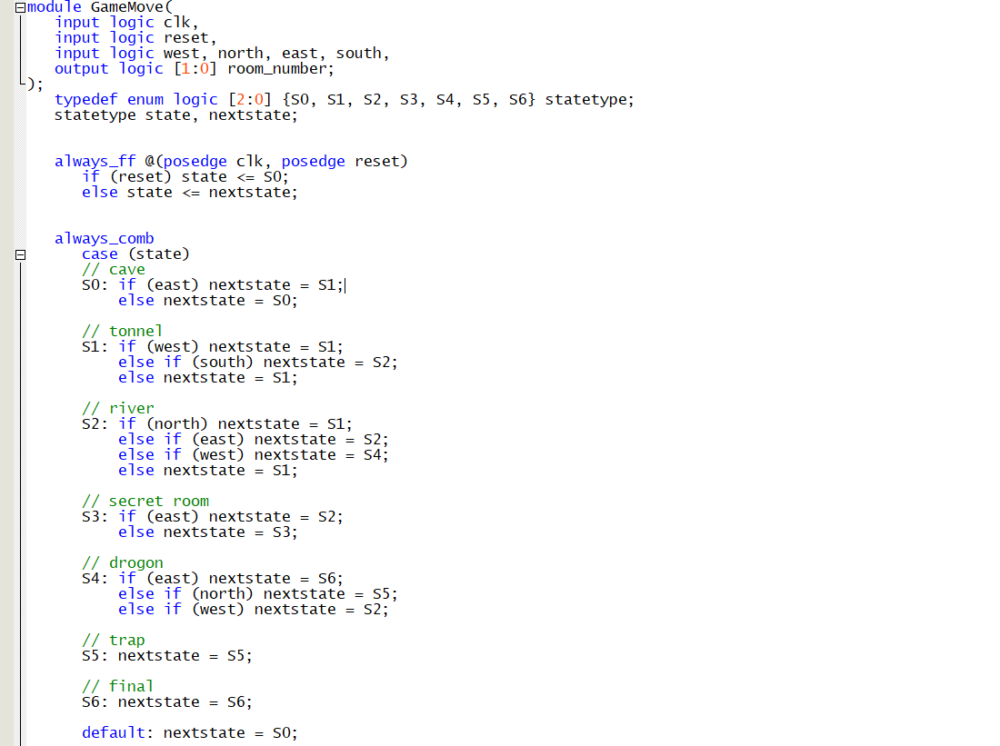 module GameMove(
input logic clk,
input logic reset,
input logic west, north, east, south,
output logic [1:0] room_number;
);
typedef enum logic [2:0] {S0, S1, S2, S3, S4, S5, S6} statetype;
statetype state, nextstate;
always_ff @(posedge clk, posedge reset)
if (reset) state <= S0;
else state <= nextstate;
always_comb
case (state)
// cave
S0: if (east) nextstate = S1;
else nextstate = S0;
// tonnel
S1: if (west) nextstate = S1;
else if (south) nextstate = S2;
else nextstate = S1;
// river
S2: if (north) nextstate = S1;
else if (east) nextstate = S2;
else if (west) nextstate = S4;
else nextstate = S1;
// secret room
S3: if (east) nextstate = S2;
else nextstate = S3;
// drogon
S4: if (east) nextstate = S6;
else if (north) nextstate = S5;
else if (west) nextstate = S2;
// trap
S5: nextstate = S5;
// final
S6: nextstate = S6;
default: nextstate = S0;